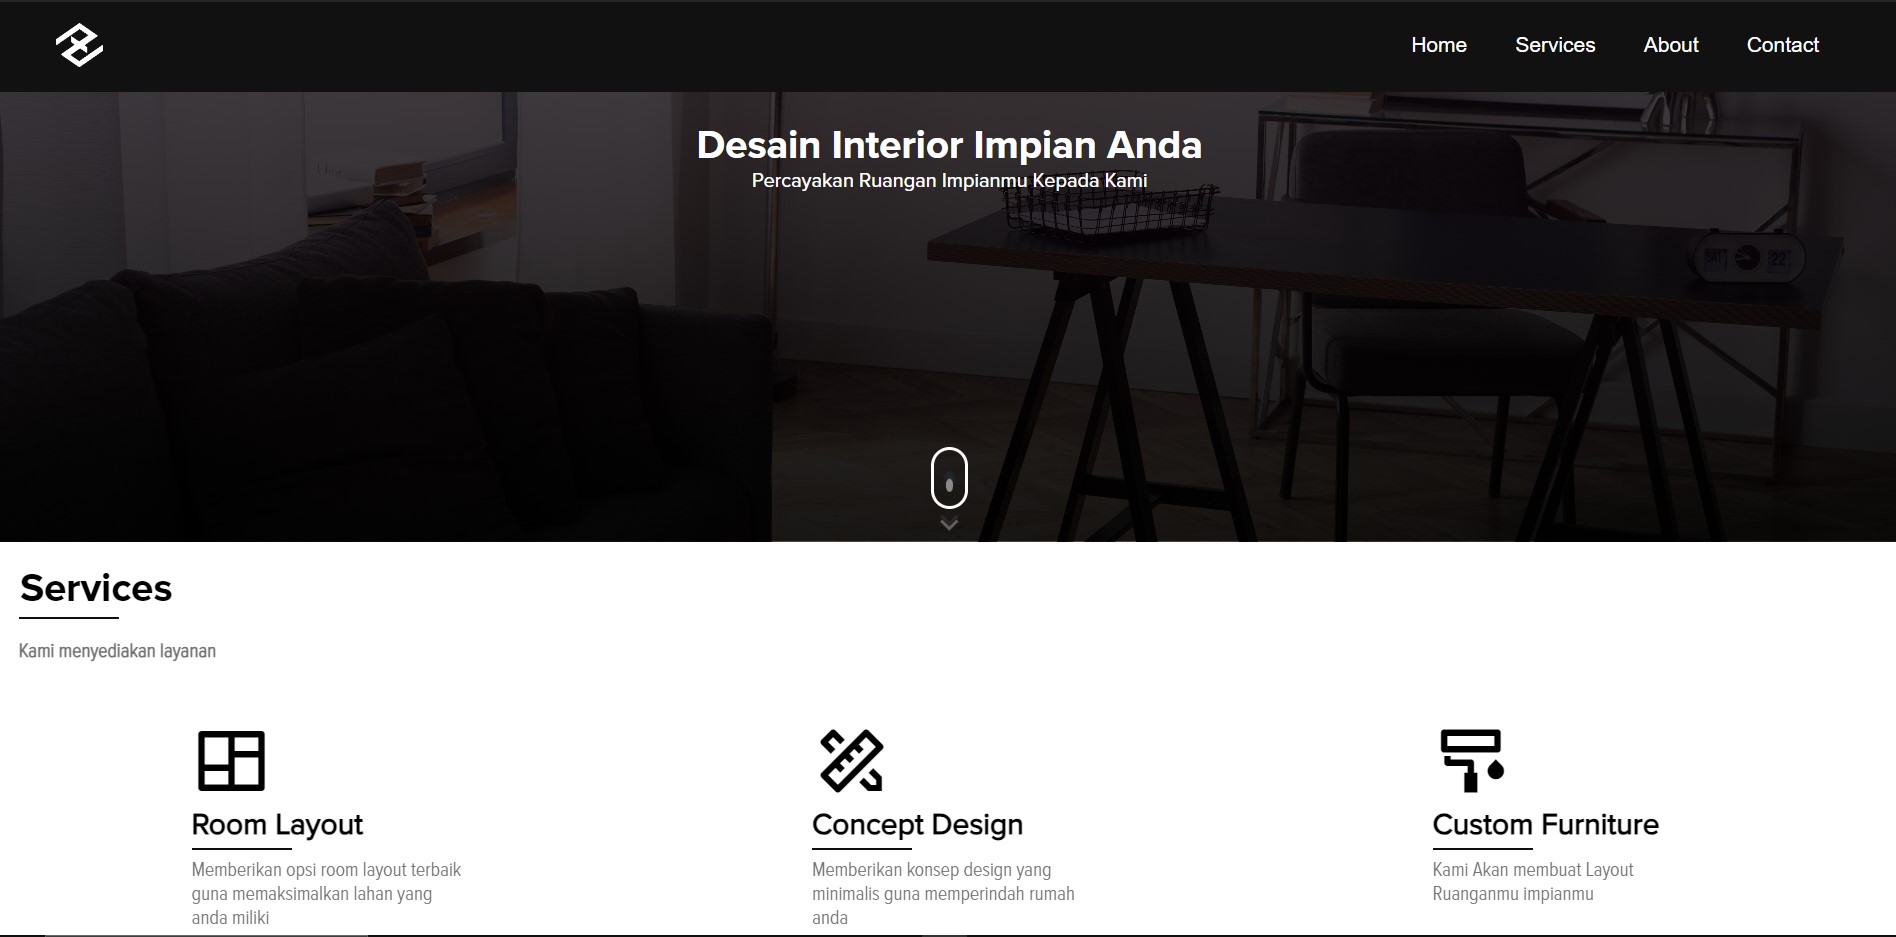 Home Services About Contact
Desain Interior Impian Anda
Percayakan Ruangan Impianmu Kepada Kami
SAT 22
Services
Kami menyediakan layanan
Room Layout
Memberikan opsi room layout terbaik
guna memaksimalkan lahan yang
anda miliki
Concept Design
Memberikan konsep design yang
minimalis guna memperindah rumah
anda
Custom Furniture
Kami Akan membuat Layout
Ruanganmu impianmu